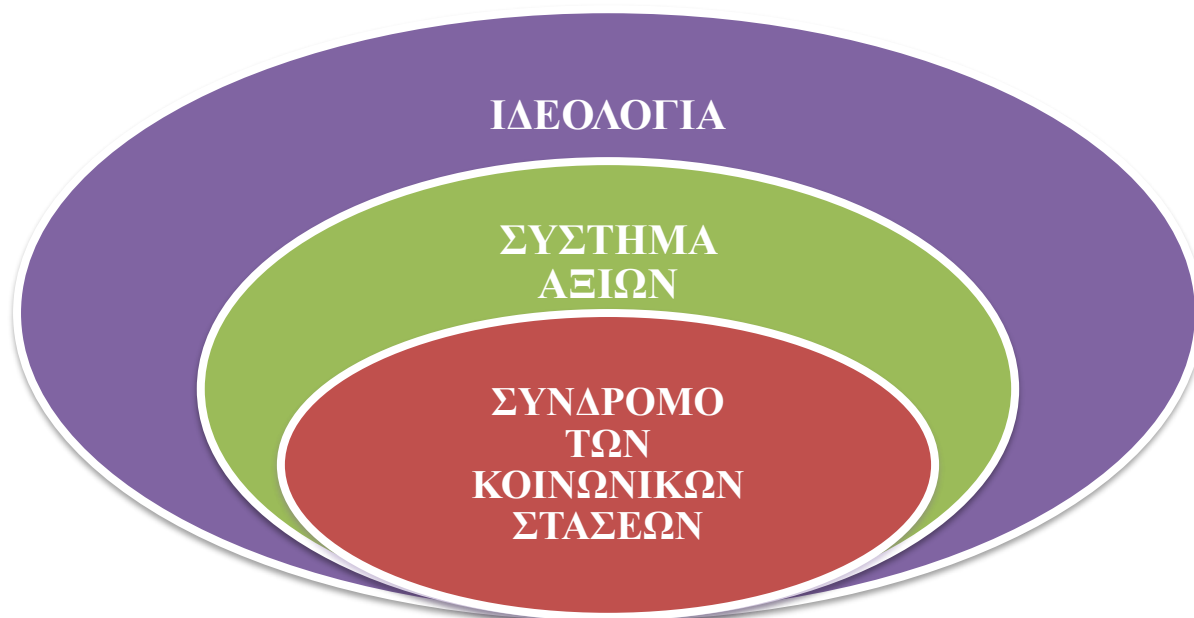 ΙΔΕΟΛΟΓΙΑ
ΣΥΣΤΗΜΑ
ΑΞΙΩΝ
ΣΥΝΔΡΟΜΟ
ΤΩΝ
ΚΟΙΝΩΝΙΚΩΝ
ΣΤΑΣΕΩΝ